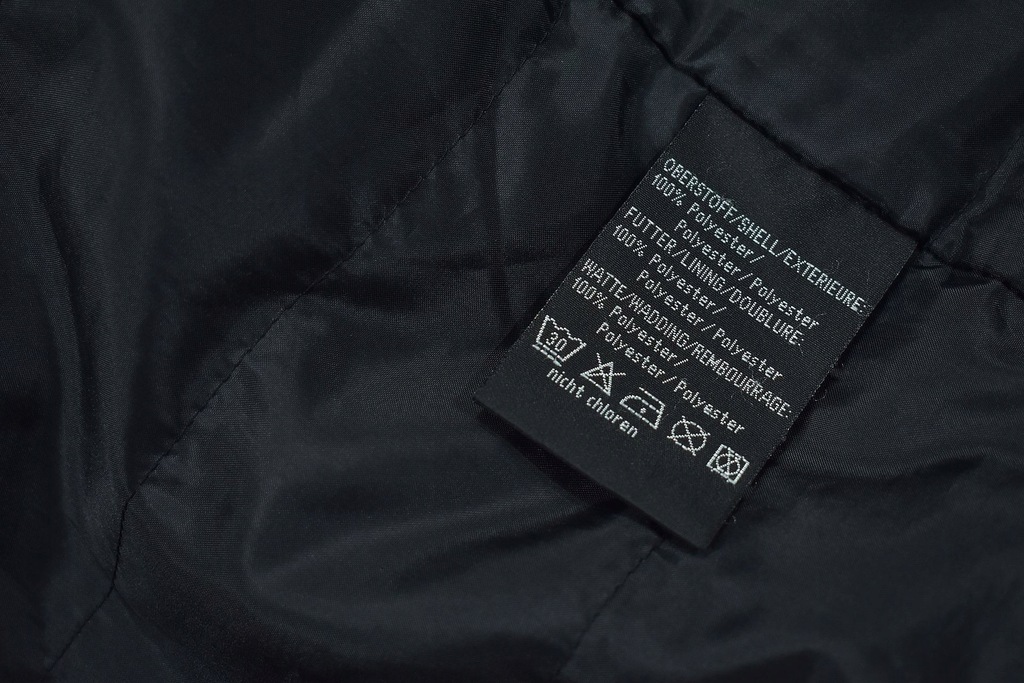 OBERSTOFF/SHELL/EXTERIEURE:
100% Polyester/
Polyester/Polyester
FUTTER/LINING/DOUBLURE:
100% Polyester/
Polyester/Polyester
WATTE/WADDING/REMBOURRAGE:
100% Polyester/
Polyester/Polyester
30
nicht chloren